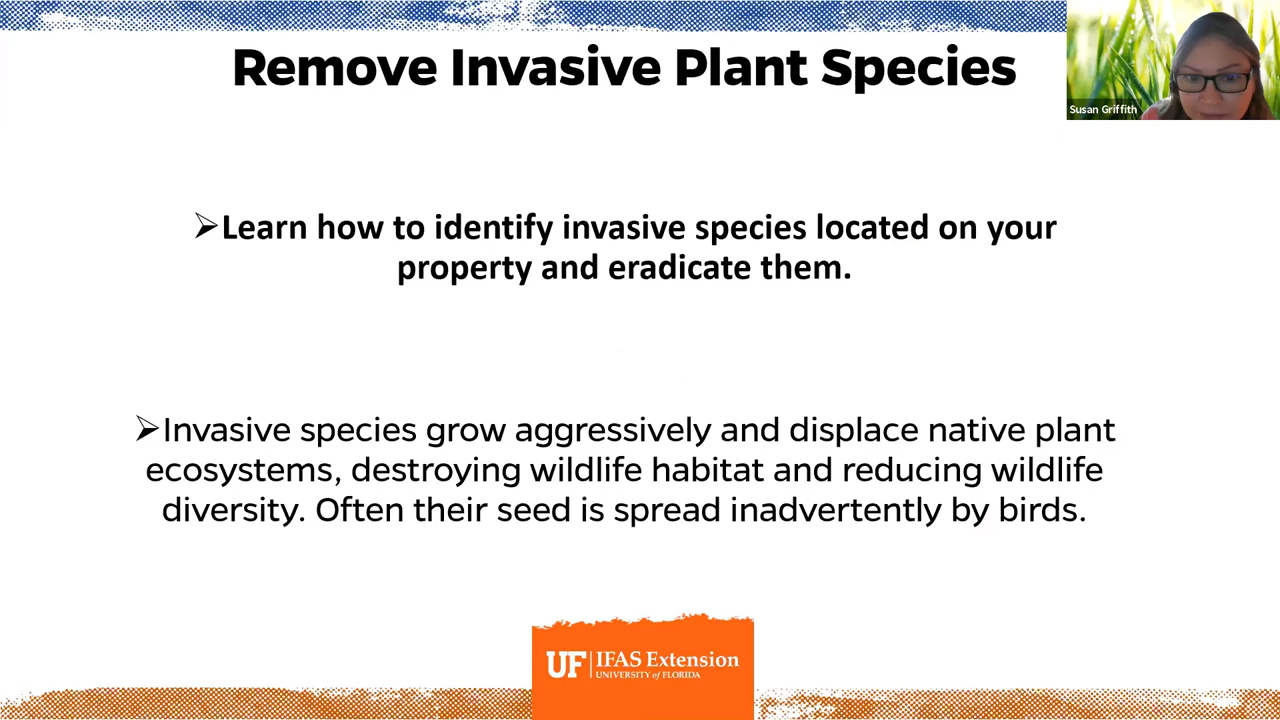 Remove Invasive Plant Species
Susan Griffith
➢Learn how to identify invasive species located on your
property and eradicate them.
➢Invasive species grow aggressively and displace native plant
ecosystems, destroying wildlife habitat and reducing wildlife
diversity. Often their seed is spread inadvertently by birds.
UF | IFAS Extension
UNIVERSITY of FLORIDA